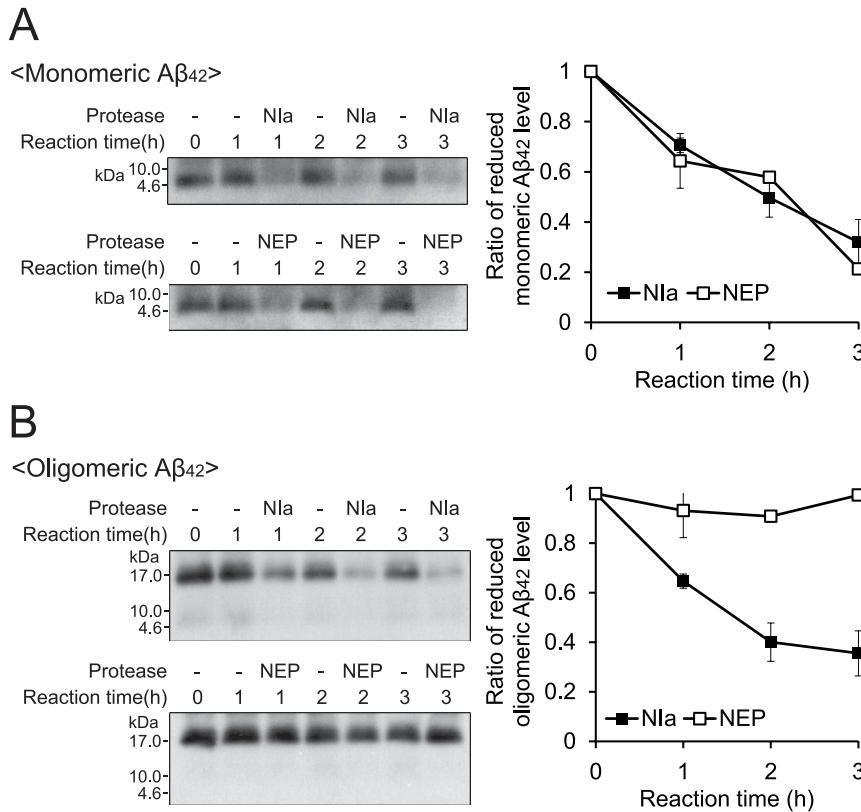 A
<Monomeric Aβ42>
Protease - - NIa - NIa - NIa
Reaction time(h) 0 1 1 2 2 3 3
kDa 10.0
4.6
Protease - - NEP - NEP - NEP
Reaction time(h) 0 1 1 2 2 3 3
kDa 10.0
4.6
Ratio of reduced
monomeric Aβ42 level
1
0.8
0.6
0.4
0.2
0
NIa NEP
0 1 2 3
Reaction time (h)
B
<Oligomeric Aβ42>
Protease - - NIa - NIa - NIa
Reaction time(h) 0 1 1 2 2 3 3
kDa
17.0
10.0
4.6
Protease - - NEP - NEP - NEP
Reaction time(h) 0 1 1 2 2 3 3
kDa
17.0
10.0
4.6
Ratio of reduced
oligomeric Aβ42 level
1
0.8
0.6
0.4
0.2
0
NIa NEP
0 1 2 3
Reaction time (h)